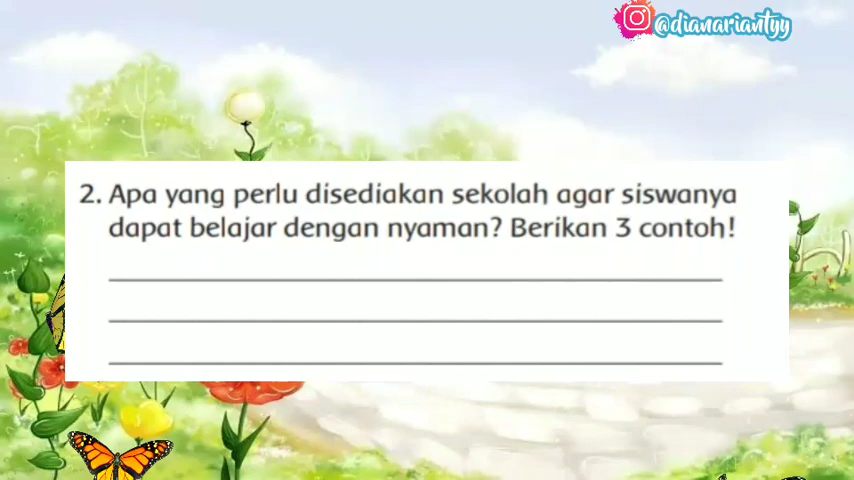 @dianariantyy
2. Apa yang perlu disediakan sekolah agar siswanya
dapat belajar dengan nyaman? Berikan 3 contoh!